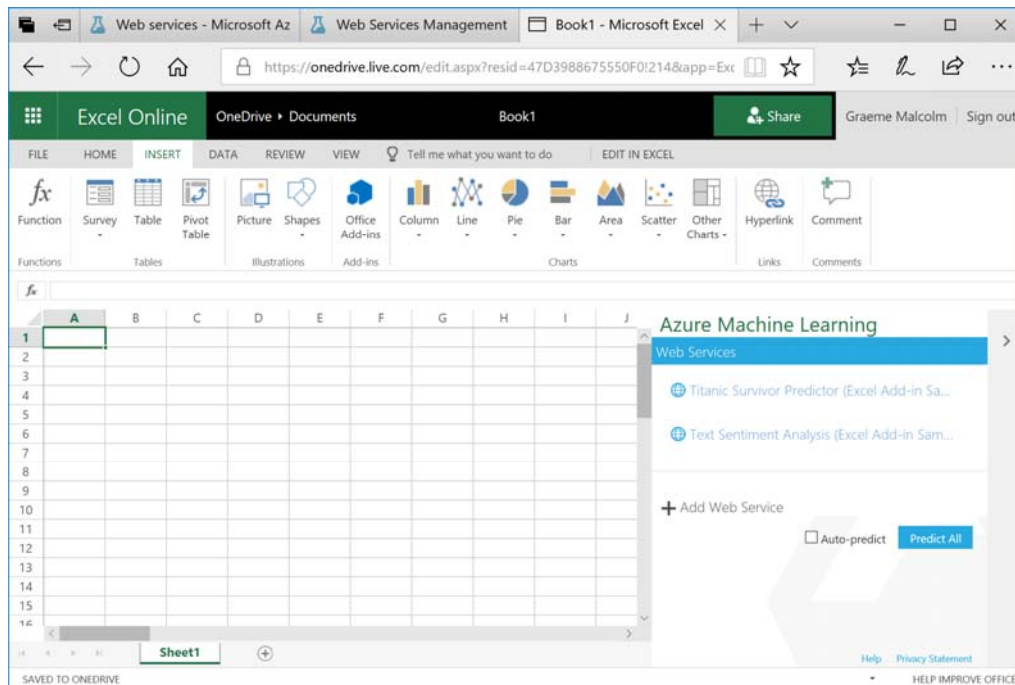 Web services - Microsoft Az Web Services Management Book1 - Microsoft Excel
https://onedrive.live.com/edit.aspx?resid=47D3988675550F0!214&app=Exc
Excel Online OneDrive Documents Book1 Share Graeme Malcolm Sign out
FILE HOME INSERT DATA REVIEW VIEW Tell me what you want to do EDIT IN EXCEL
fx
Function Survey Table Pivot Table Picture Shapes Office Add-ins Column Line Pie Bar Area Scatter Other Charts Hyperlink Comment
Functions Tables Illustrations Add-ins Charts Links Comments
fx
A B C D E F G H I J
1
2
3
4
5
6
7
8
9
10
11
12
13
14
15
16
Azure Machine Learning
Web Services
Titanic Survivor Predictor (Excel Add-in Sa...
Text Sentiment Analysis (Excel Add-in Sam...
Add Web Service
Auto-predict Predict All
Help Privacy Statement
Sheet1
SAVED TO ONEDRIVE HELP IMPROVE OFFICE